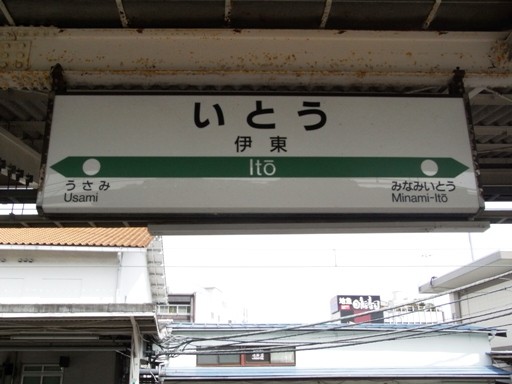 いとう
伊東
Itō
うさみ
Usami
みなみいとう
Minami-Itō